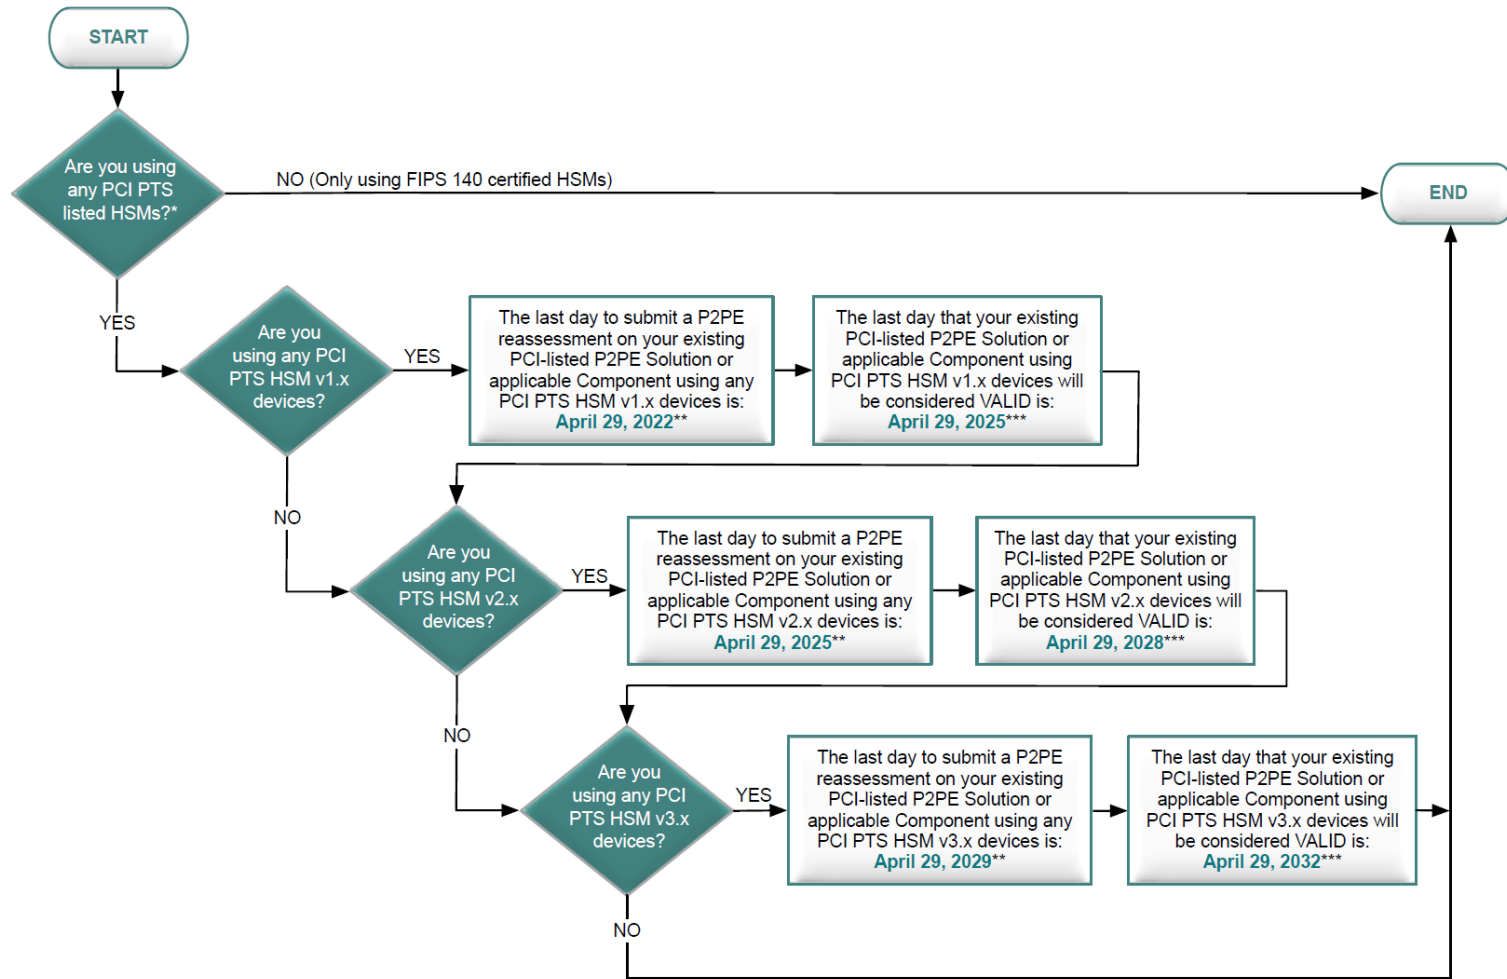 START
Are you using
any PCI PTS
listed HSMs?*
NO (Only using FIPS 140 certified HSMs)
END
YES
Are you
using any PCI
PTS HSM v1.x
devices?
YES
The last day to submit a P2PE
reassessment on your existing
PCI-listed P2PE Solution or
applicable Component using any
PCI PTS HSM v1.x devices is:
April 29, 2022**
The last day that your existing
PCI-listed P2PE Solution or
applicable Component using
PCI PTS HSM v1.x devices will
be considered VALID is:
April 29, 2025***
NO
Are you
using any PCI
PTS HSM v2.x
devices?
YES
The last day to submit a P2PE
reassessment on your existing
PCI-listed P2PE Solution or
applicable Component using any
PCI PTS HSM v2.x devices is:
April 29, 2025**
The last day that your existing
PCI-listed P2PE Solution or
applicable Component using
PCI PTS HSM v2.x devices will
be considered VALID is:
April 29, 2028***
NO
Are you
using any PCI
PTS HSM v3.x
devices?
YES
The last day to submit a P2PE
reassessment on your existing
PCI-listed P2PE Solution or
applicable Component using any
PCI PTS HSM v3.x devices is:
April 29, 2029**
The last day that your existing
PCI-listed P2PE Solution or
applicable Component using
PCI PTS HSM v3.x devices will
be considered VALID is:
April 29, 2032***
NO